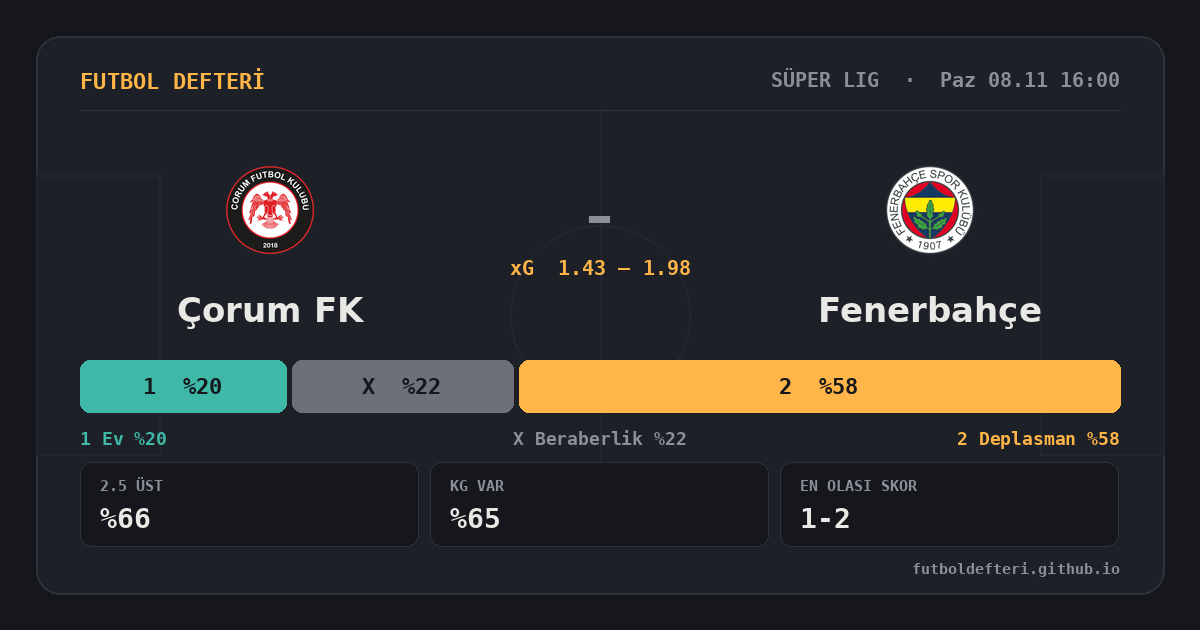 FUTBOL DEFTERİ
SÜPER LIG · Paz 08.11 16:00
ÇORUM FUTBOL KULUBU
2018
FENERBAHÇE SPOR KULÜBÜ
★ 1907 ★
–
xG 1.43 – 1.98
Çorum FK
Fenerbahçe
1 %20
X %22
2 %58
1 Ev %20
X Beraberlik %22
2 Deplasman %58
2.5 ÜST
%66
KG VAR
%65
EN OLASI SKOR
1-2
futboldefteri.github.io